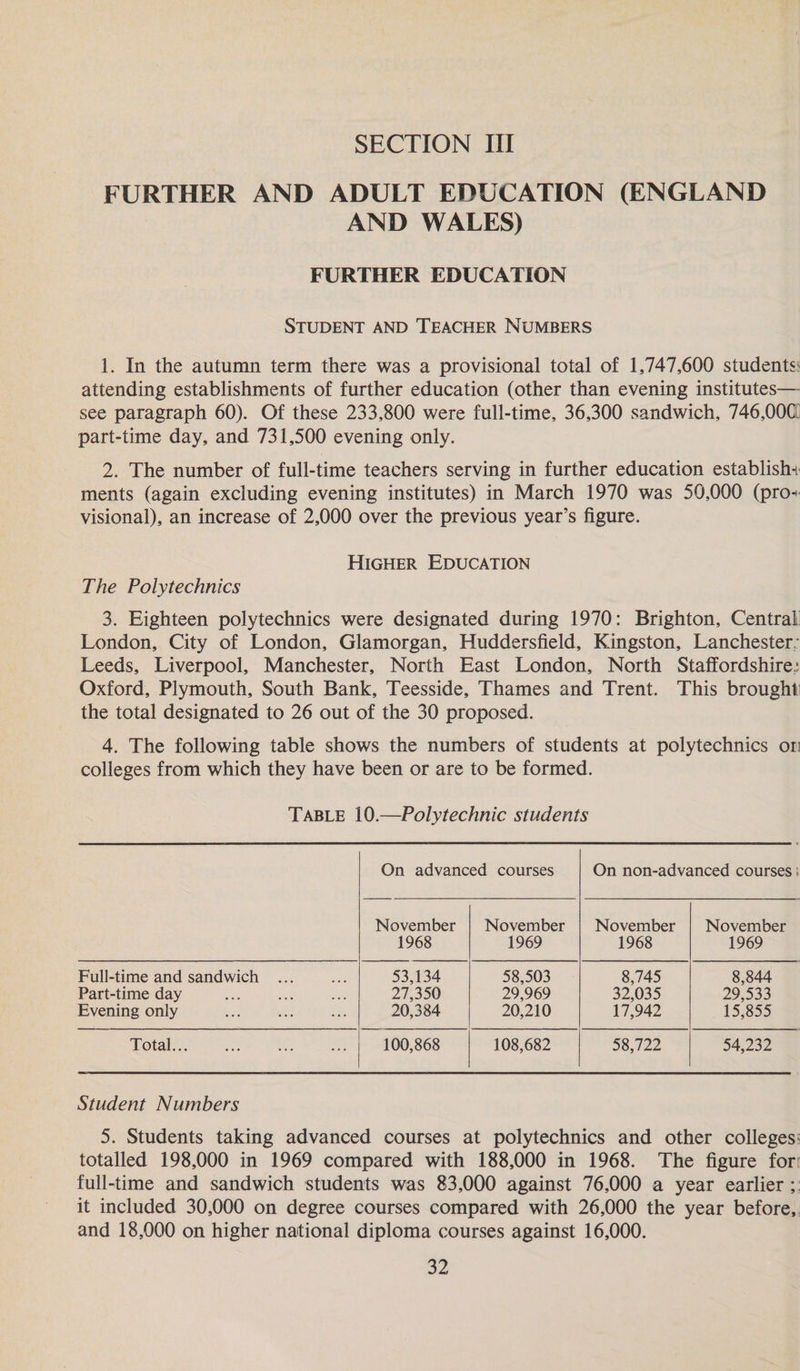 SECTION III
FURTHER AND ADULT EDUCATION (ENGLAND
AND WALES)
FURTHER EDUCATION
STUDENT AND TEACHER NUMBERS
1. In the autumn term there was a provisional total of 1,747,600 students
attending establishments of further education (other than evening institutes—
see paragraph 60). Of these 233,800 were full-time, 36,300 sandwich, 746,000
part-time day, and 731,500 evening only.
2. The number of full-time teachers serving in further education establish-
ments (again excluding evening institutes) in March 1970 was 50,000 (pro-
visional), an increase of 2,000 over the previous year's figure.
HIGHER EDUCATION
The Polytechnics
3. Eighteen polytechnics were designated during 1970: Brighton, Central
London, City of London, Glamorgan, Huddersfield, Kingston, Lanchester,
Leeds, Liverpool, Manchester, North East London, North Staffordshire,
Oxford, Plymouth, South Bank, Teesside, Thames and Trent. This brought
the total designated to 26 out of the 30 proposed.
4. The following table shows the numbers of students at polytechnics or
colleges from which they have been or are to be formed.
TABLE 10.—Polytechnic students
On advanced courses On non-advanced courses
November 1968 November 1969 November 1968 November 1969
Full-time and sandwich ... ... 53,134 58,503 8,745 8,844
Part-time day ... ... ... 27,350 29,969 32,035 29,533
Evening only ... ... ... 20,384 20,210 17,942 15,855
Total... ... ... ... 100,868 108,682 58,722 54,232
Student Numbers
5. Students taking advanced courses at polytechnics and other colleges
totalled 198,000 in 1969 compared with 188,000 in 1968. The figure for
full-time and sandwich students was 83,000 against 76,000 a year earlier ;
it included 30,000 on degree courses compared with 26,000 the year before,
and 18,000 on higher national diploma courses against 16,000.
32